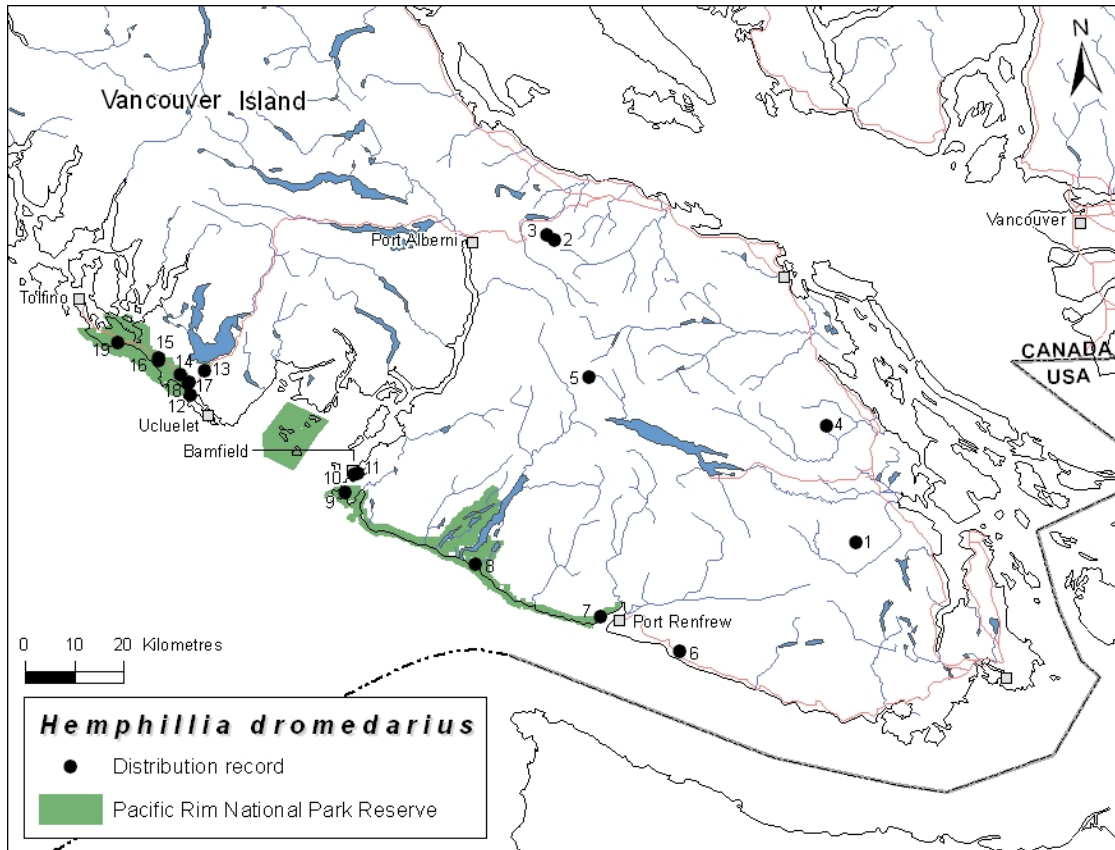 Vancouver Island
N
Vancouver
3
2
Port Alberni
Tolfino
15
16
14
13
19
17
18
12
Ucluelet
CANADA
USA
5
4
Bamfield
11
10
9
1
8
7
Port Renfrew
6
0 10 20 Kilometres
Hemphillia dromedarius
Distribution record
Pacific Rim National Park Reserve